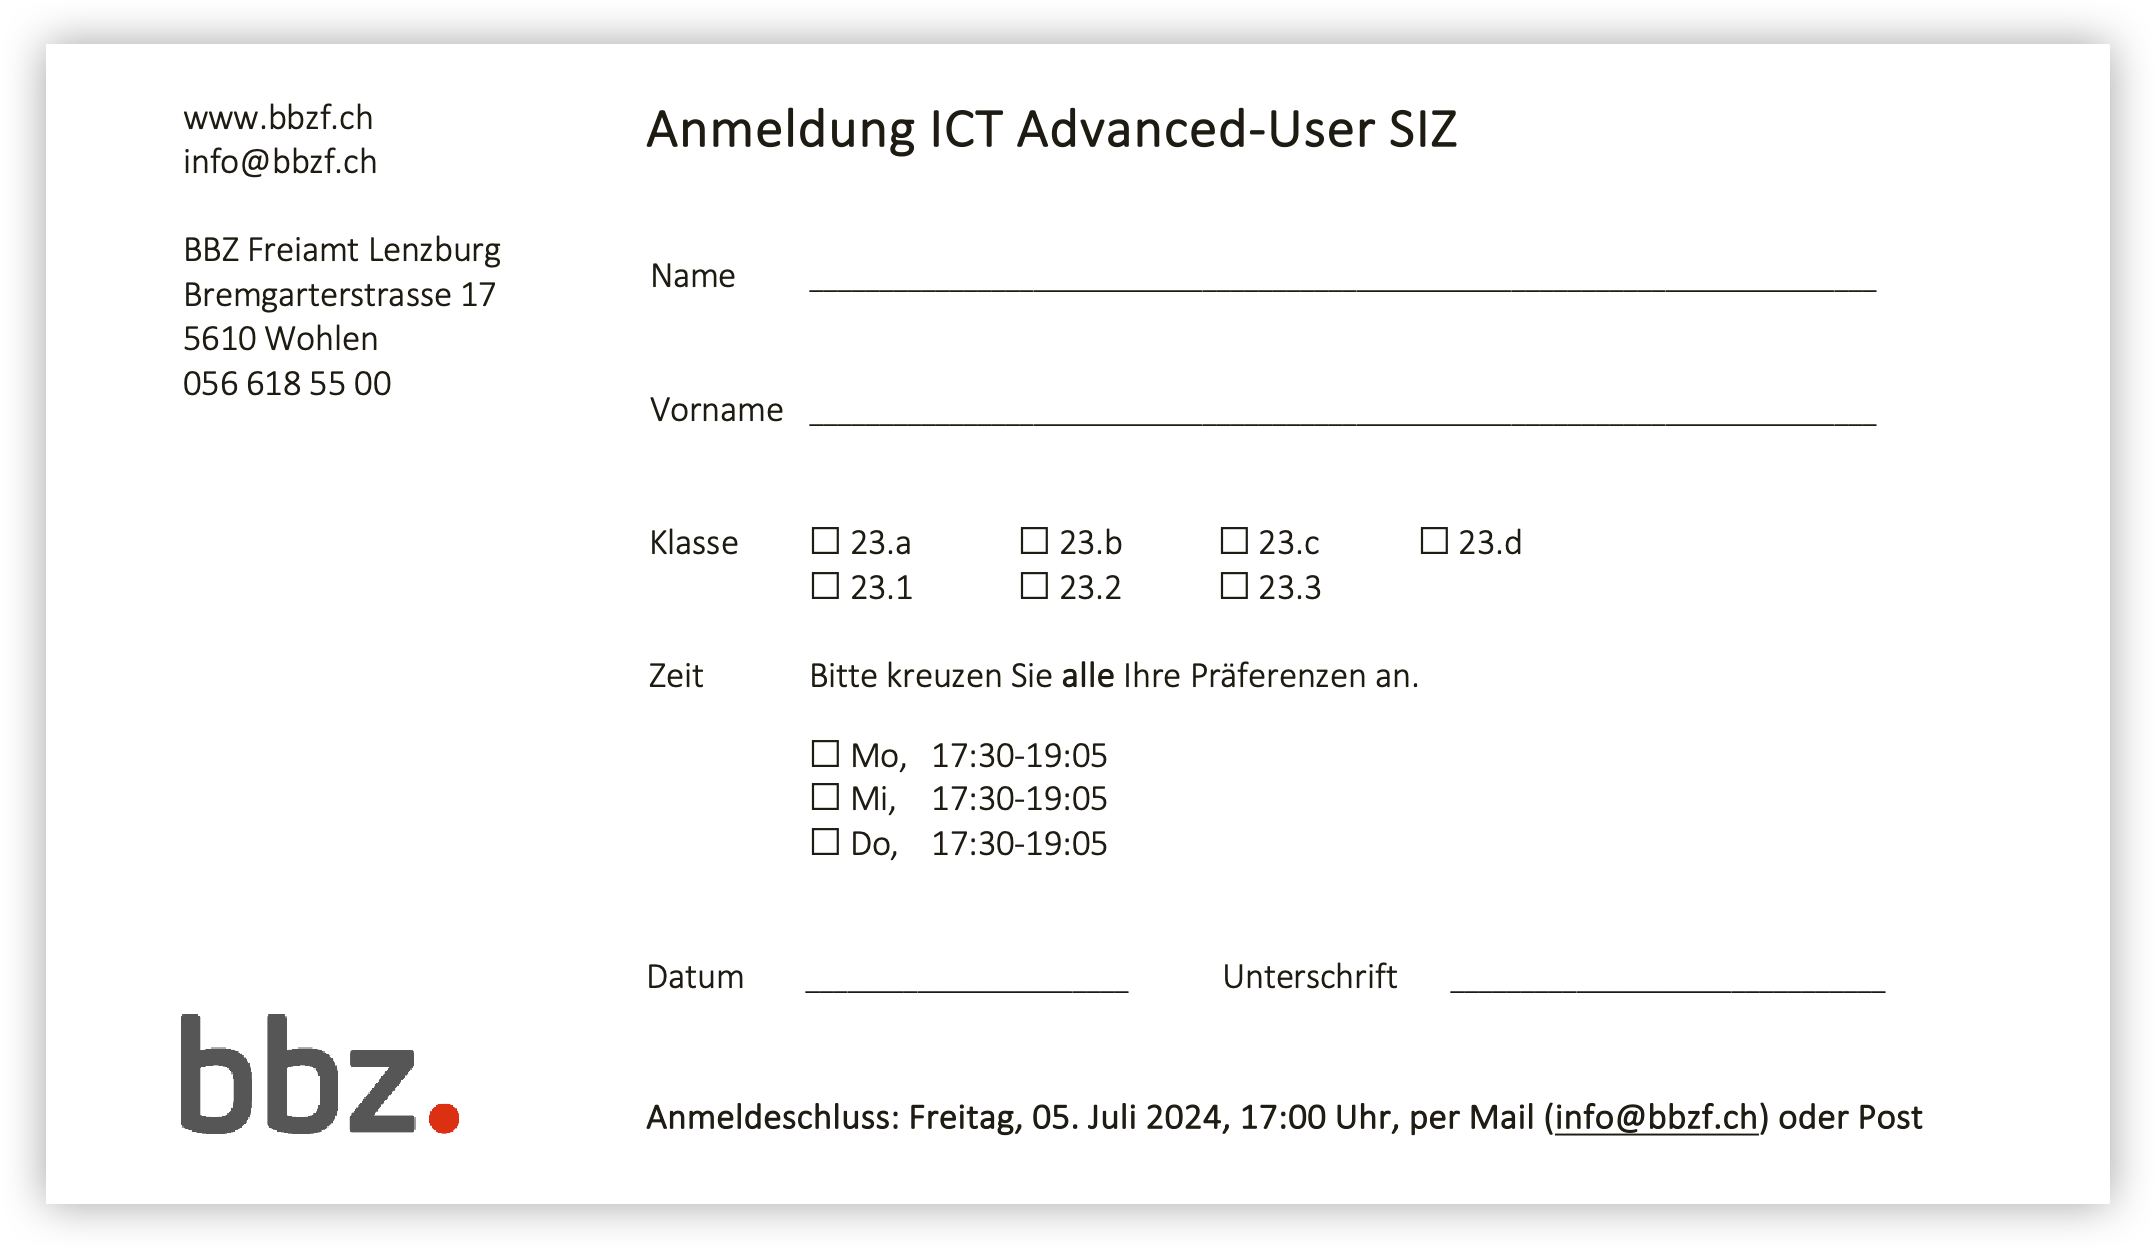 www.bbzf.ch
info@bbzf.ch
BBZ Freiamt Lenzburg
Bremgarterstrasse 17
5610 Wohlen
056 618 55 00
bbz.
Anmeldung ICT Advanced-User SIZ
Name
Vorname
Klasse ☐ 23.a ☐ 23.b ☐ 23.c ☐ 23.d
☐ 23.1 ☐ 23.2 ☐ 23.3
Zeit Bitte kreuzen Sie alle Ihre Präferenzen an.
☐ Mo, 17:30-19:05
☐ Mi, 17:30-19:05
☐ Do, 17:30-19:05
Datum Unterschrift
Anmeldeschluss: Freitag, 05. Juli 2024, 17:00 Uhr, per Mail (info@bbzf.ch) oder Post